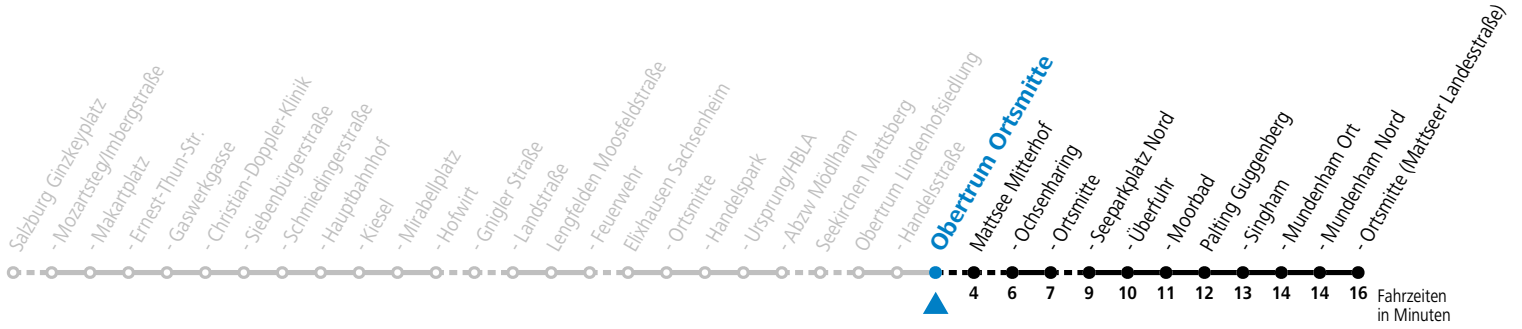 Salzburg Ginzkeyplatz
- Mozartsteg/Imbergstraße
- Makartplatz
- Ernest-Thun-Str.
- Gaswerkgasse
- Christian-Doppler-Klinik
Siebenbürgerstraße
- Schmiedingerstraße
- Hauptbahnhof
- Kiesel
- Mirabellplatz
- Hofwirt
- Gnigler Straße
- Landstraße
Lengfelden Moosfeldstraße
- Feuerwehr
Elixhausen Sachsenheim
- Ortsmitte
- Handelspark
- Ursprung/HBLA
- Abzw Mödlham
Seekirchen Mattsberg
Obertrum Lindenhofsiedlung
- Handelsstraße
Obertrum Ortsmitte
Mattsee Mitterhof
- Ochsenharing
- Ortsmitte
- Seeparkplatz Nord
- Überfuhr
- Moorbad
Palting Guggenberg
- Singham
- Mundenham Ort
- Mundenham Nord
- Ortsmitte (Mattseer Landesstraße)
4 6 7 9 10 11 12 13 14 14 16
Fahrzeiten
in Minuten